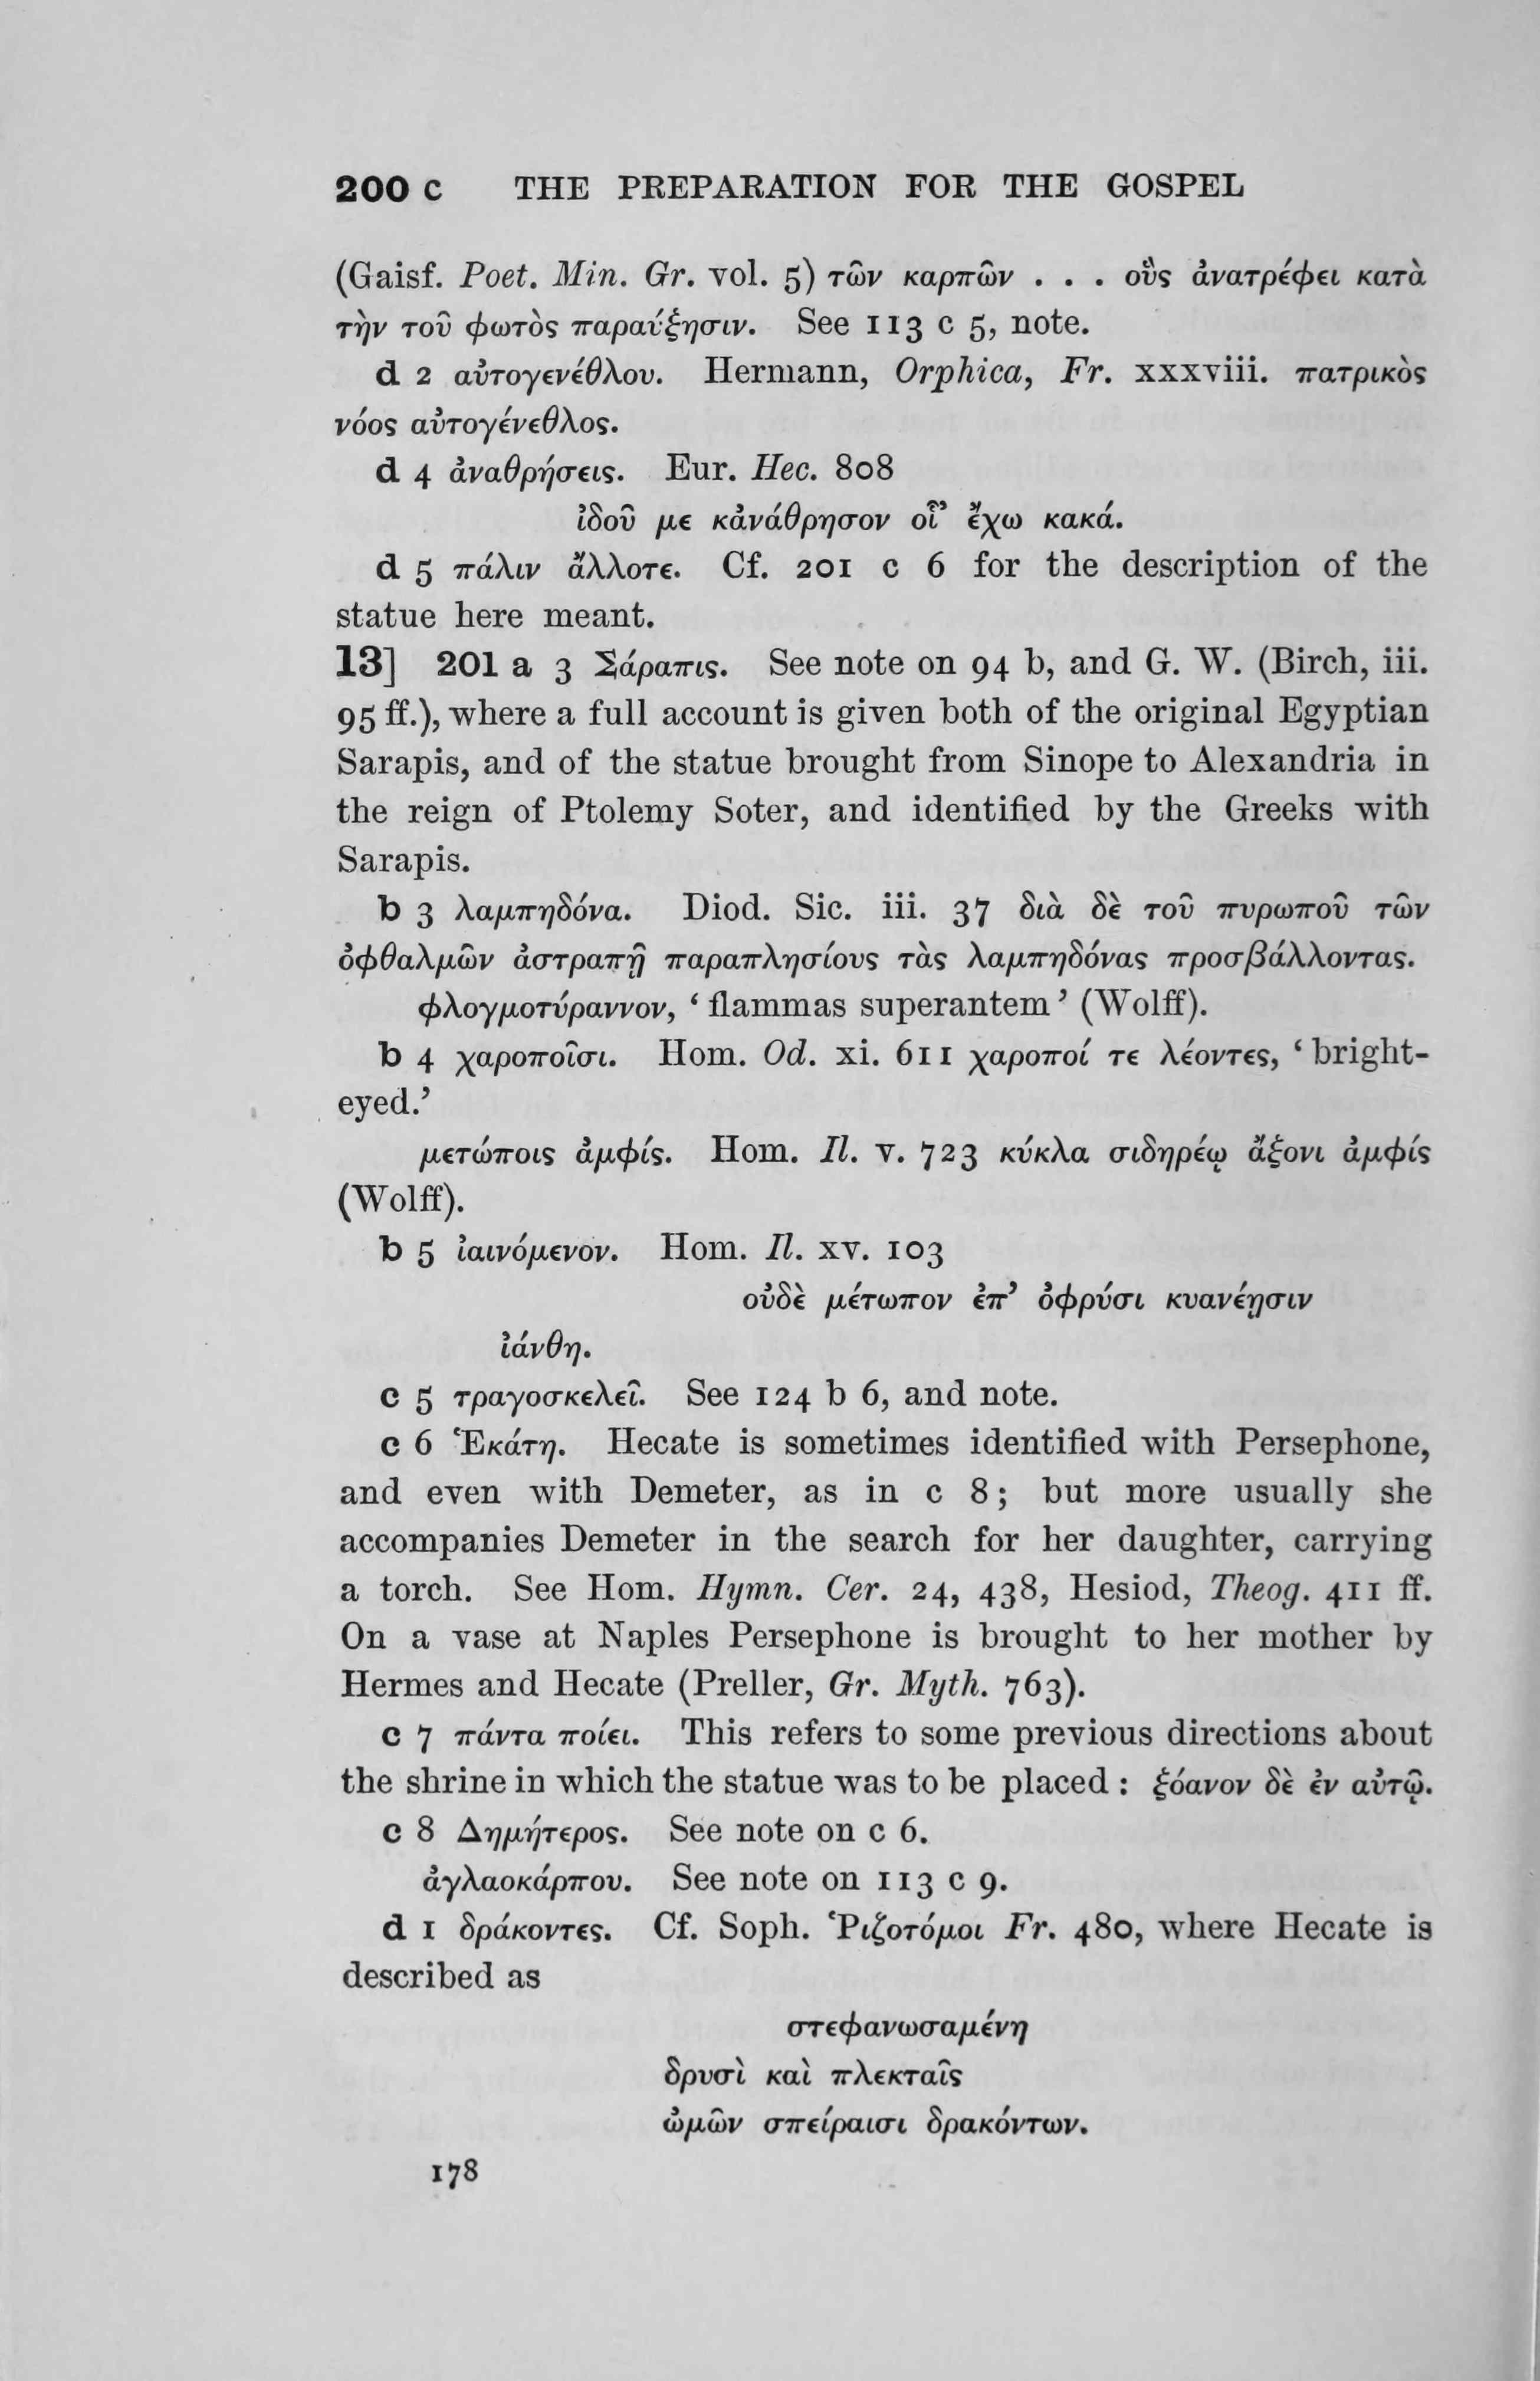 200 c THE PREPARATION FOR THE GOSPEL
(Gaisf. Poet. Min. Gr. vol. 5) τῶν καρπῶν . . . οὓς ἀνατρέφει κατὰ
τὴν τοῦ φωτὸς παραύξησιν. See 113 c 5, note.
d 2 αὐτογενέθλου. Hermann, Orphica, Fr. xxxviii. πατρικὸς
νόος αὐτογένεθλος.
d 4 ἀναθρήσεις. Eur. Hec. 808
ἰδοῦ με κἀνάθρησον οἷ' ἔχω κακά.
d 5 πάλιν ἄλλοτε. Cf. 201 c 6 for the description of the
statue here meant.
13] 201 a 3 Σάραπις. See note on 94 b, and G. W. (Birch, iii.
95 ff.), where a full account is given both of the original Egyptian
Sarapis, and of the statue brought from Sinope to Alexandria in
the reign of Ptolemy Soter, and identified by the Greeks with
Sarapis.
b 3 λαμπηδόνα. Diod. Sic. iii. 37 διὰ δὲ τοῦ πυρωποῦ τῶν
ὀφθαλμῶν ἀστραπῇ παραπλησίους τὰς λαμπηδόνας προσβάλλοντας.
φλογμοτύραννον, ‘flammas superantem’ (Wolff).
b 4 χαροποῖσι. Hom. Od. xi. 611 χαροποί τε λέοντες, ‘bright-
eyed.’
μετώποις ἀμφίς. Hom. Il. v. 723 κύκλα σιδηρέῳ ἄξονι ἀμφίς
(Wolff).
b 5 ἰαινόμενον. Hom. Il. xv. 103
οὐδὲ μέτωπον ἐπ' ὀφρύσι κυανέῃσιν
ἰάνθη.
c 5 τραγοσκελεῖ. See 124 b 6, and note.
c 6 Ἑκάτη. Hecate is sometimes identified with Persephone,
and even with Demeter, as in c 8; but more usually she
accompanies Demeter in the search for her daughter, carrying
a torch. See Hom. Hymn. Cer. 24, 438, Hesiod, Theog. 411 ff.
On a vase at Naples Persephone is brought to her mother by
Hermes and Hecate (Preller, Gr. Myth. 763).
c 7 πάντα ποίει. This refers to some previous directions about
the shrine in which the statue was to be placed : ξόανον δὲ ἐν αὐτῷ.
c 8 Δημήτερος. See note on c 6.
ἀγλαοκάρπου. See note on 113 c 9.
d 1 δράκοντες. Cf. Soph. Ῥιζοτόμοι Fr. 480, where Hecate is
described as
στεφανωσαμένη
δρυσὶ καὶ πλεκταῖς
ὠμῶν σπείραισι δρακόντων.
178